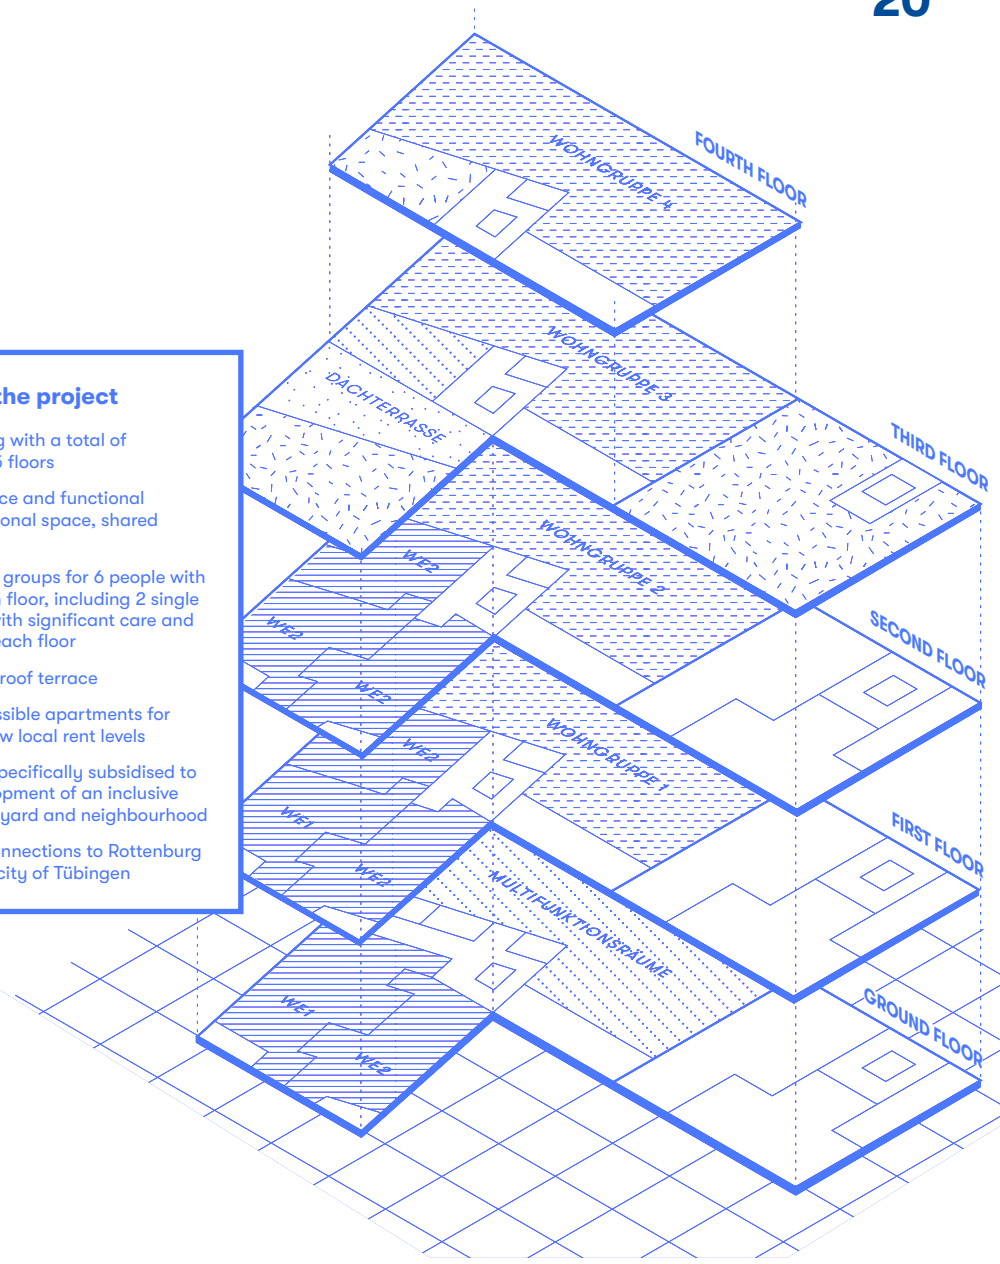 20
FOURTH FLOOR
WOHNGRUPPE 4
WOHNGRUPPE 3
DACHTERRASSE
THIRD FLOOR
WOHNGRUPPE 2
WE2
WE2
WE2
SECOND FLOOR
WOHNGRUPPE 1
WE2
WE1
WE2
FIRST FLOOR
MULTIFUNKTIONSRÄUME
WE1
WE2
GROUND FLOOR
the project
with a total of
floors
ce and functional
onal space, shared
groups for 6 people with
floor, including 2 single
ith significant care and
each floor
roof terrace
ssible apartments for
w local rent levels
pecifically subsidised to
opment of an inclusive
yard and neighbourhood
onnections to Rottenburg
city of Tübingen